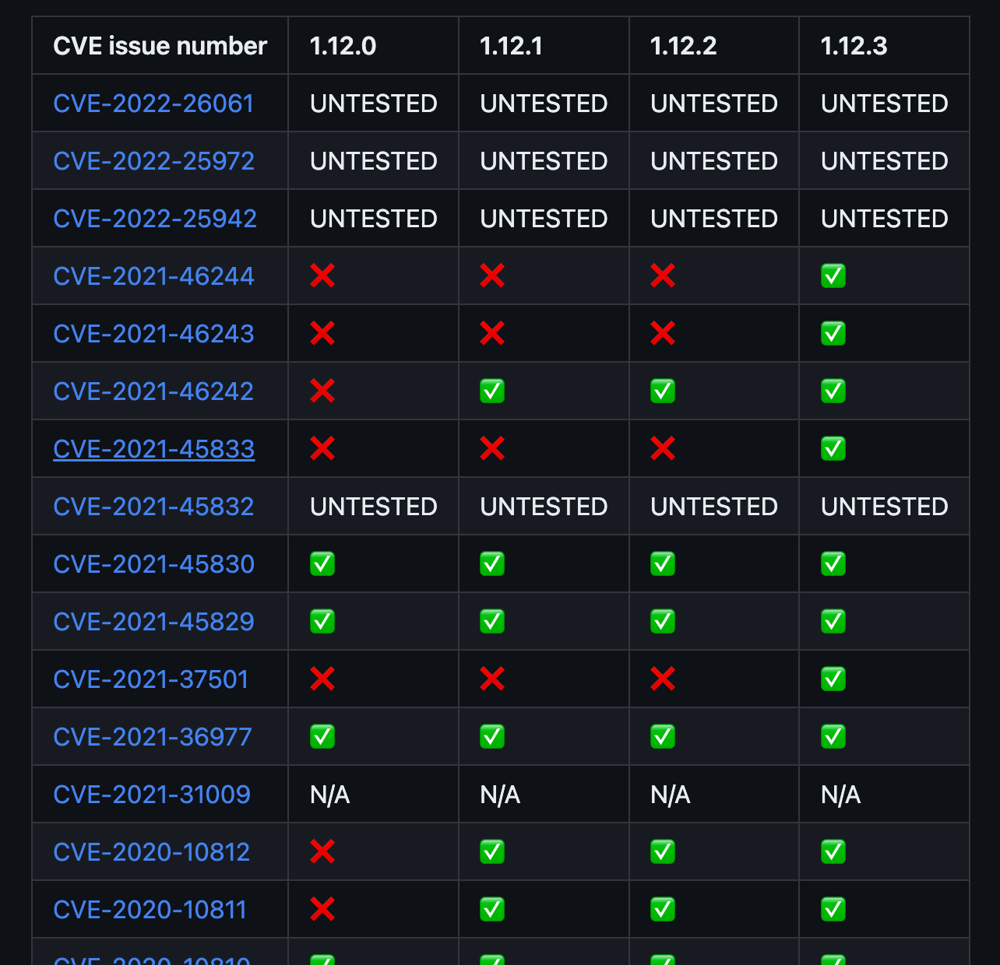 CVE issue number 1.12.0 1.12.1 1.12.2 1.12.3
CVE-2022-26061 UNTESTED UNTESTED UNTESTED UNTESTED
CVE-2022-25972 UNTESTED UNTESTED UNTESTED UNTESTED
CVE-2022-25942 UNTESTED UNTESTED UNTESTED UNTESTED
CVE-2021-46244 ❌ ❌ ❌ ✅
CVE-2021-46243 ❌ ❌ ❌ ✅
CVE-2021-46242 ❌ ✅ ✅ ✅
CVE-2021-45833 ❌ ❌ ❌ ✅
CVE-2021-45832 UNTESTED UNTESTED UNTESTED UNTESTED
CVE-2021-45830 ✅ ✅ ✅ ✅
CVE-2021-45829 ✅ ✅ ✅ ✅
CVE-2021-37501 ❌ ❌ ❌ ✅
CVE-2021-36977 ✅ ✅ ✅ ✅
CVE-2021-31009 N/A N/A N/A N/A
CVE-2020-10812 ❌ ✅ ✅ ✅
CVE-2020-10811 ❌ ✅ ✅ ✅
CVE-2020-10810 ✅ ✅ ✅ ✅